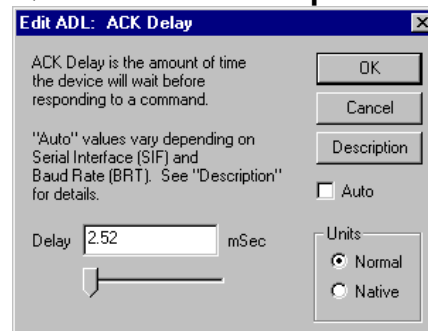 Edit ADL: ACK Delay
ACK Delay is the amount of time
the device will wait before
responding to a command.
"Auto" values vary depending on
Serial Interface (SIF) and
Baud Rate (BRT). See "Description"
for details.
Delay 2.52 mSec
OK
Cancel
Description
Auto
Units
Normal
Native